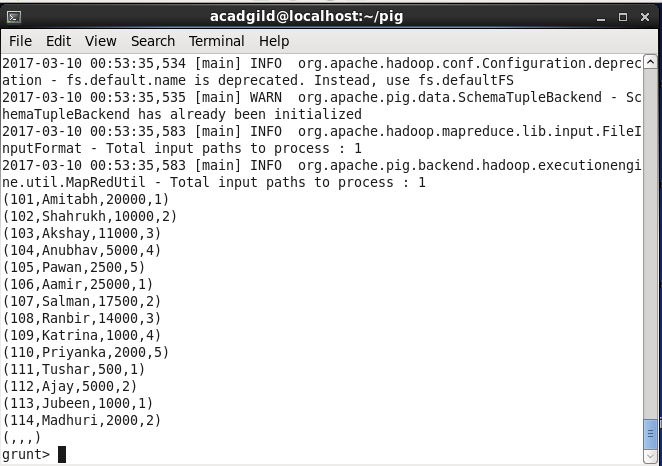 acadgild@localhost:~/pig
File Edit View Search Terminal Help
2017-03-10 00:53:35,534 [main] INFO  org.apache.hadoop.conf.Configuration.deprec
ation - fs.default.name is deprecated. Instead, use fs.defaultFS
2017-03-10 00:53:35,535 [main] WARN  org.apache.pig.data.SchemaTupleBackend - Sc
hemaTupleBackend has already been initialized
2017-03-10 00:53:35,583 [main] INFO  org.apache.hadoop.mapreduce.lib.input.FileI
nputFormat - Total input paths to process : 1
2017-03-10 00:53:35,583 [main] INFO  org.apache.pig.backend.hadoop.executionengi
ne.util.MapRedUtil - Total input paths to process : 1
(101,Amitabh,20000,1)
(102,Shahrukh,10000,2)
(103,Akshay,11000,3)
(104,Anubhav,5000,4)
(105,Pawan,2500,5)
(106,Aamir,25000,1)
(107,Salman,17500,2)
(108,Ranbir,14000,3)
(109,Katrina,1000,4)
(110,Priyanka,2000,5)
(111,Tushar,500,1)
(112,Ajay,5000,2)
(113,Jubeen,1000,1)
(114,Madhuri,2000,2)
(,,,)
grunt>